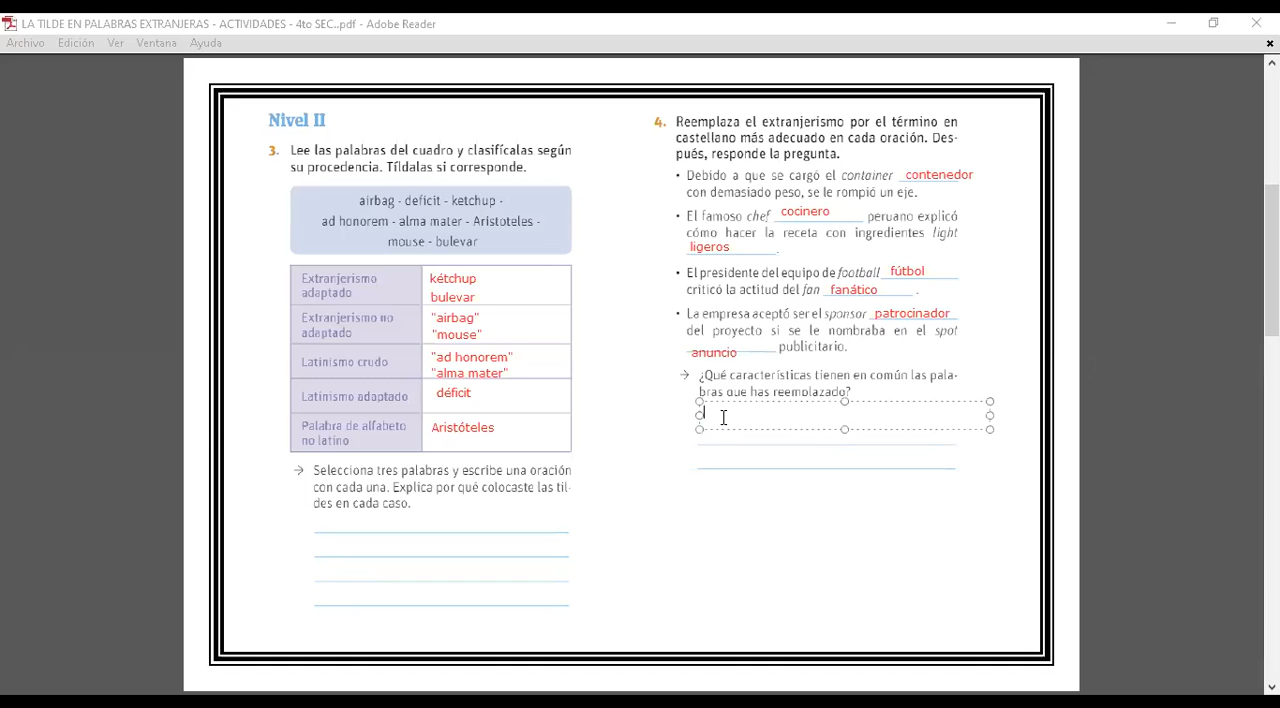 LA TILDE EN PALABRAS EXTRANJERAS - ACTIVIDADES - 4to SEC..pdf - Adobe Reader
Archivo Edición Ver Ventana Ayuda
Nivel II
3. Lee las palabras del cuadro y clasifícalas según
su procedencia. Tíldalas si corresponde.
airbag - deficit - ketchup -
ad honorem - alma mater - Aristoteles -
mouse - bulevar
Extranjerismo
adaptado
kétchup
bulevar
Extranjerismo no
adaptado
"airbag"
"mouse"
Latinismo crudo
"ad honorem"
"alma mater"
Latinismo adaptado
déficit
Palabra de alfabeto
no latino
Aristóteles
→ Selecciona tres palabras y escribe una oración
con cada una. Explica por qué colocaste las til-
des en cada caso.
4. Reemplaza el extranjerismo por el término en
castellano más adecuado en cada oración. Des-
pués, responde la pregunta.
• Debido a que se cargó el container contenedor
con demasiado peso, se le rompió un eje.
• El famoso chef cocinero peruano explicó
cómo hacer la receta con ingredientes light
ligeros .
• El presidente del equipo de football fútbol
criticó la actitud del fan fanático .
• La empresa aceptó ser el sponsor patrocinador
del proyecto si se le nombraba en el spot
anuncio publicitario.
→ ¿Qué características tienen en común las pala-
bras que has reemplazado?